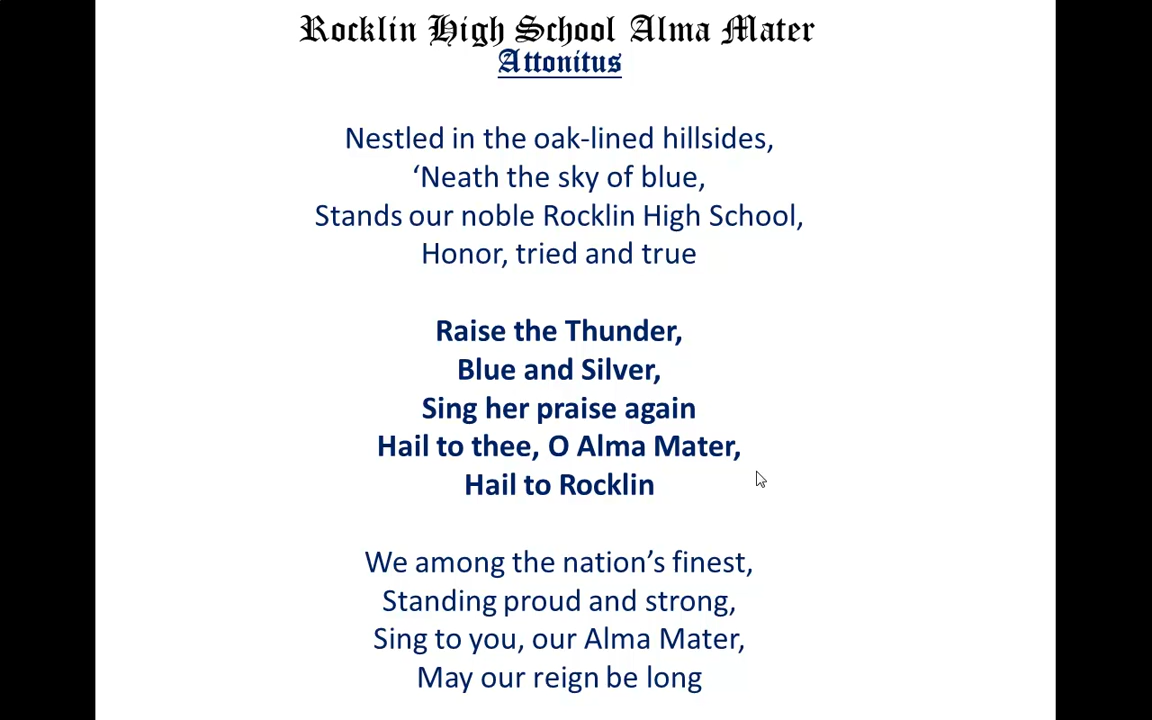 Rocklin High School Alma Mater
Attonitus
Nestled in the oak-lined hillsides,
‘Neath the sky of blue,
Stands our noble Rocklin High School,
Honor, tried and true
Raise the Thunder,
Blue and Silver,
Sing her praise again
Hail to thee, O Alma Mater,
Hail to Rocklin
We among the nation’s finest,
Standing proud and strong,
Sing to you, our Alma Mater,
May our reign be long